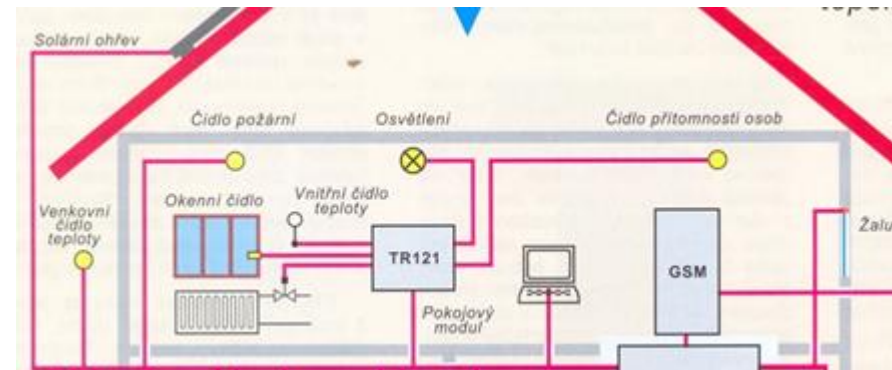 Solární ohřev
Čidlo požární
Osvětlení
Čidlo přítomnosti osob
Okenní čidlo
Vnitřní čidlo
teploty
Venkovní
čidlo
teploty
TR121
GSM
Pokojový
modul